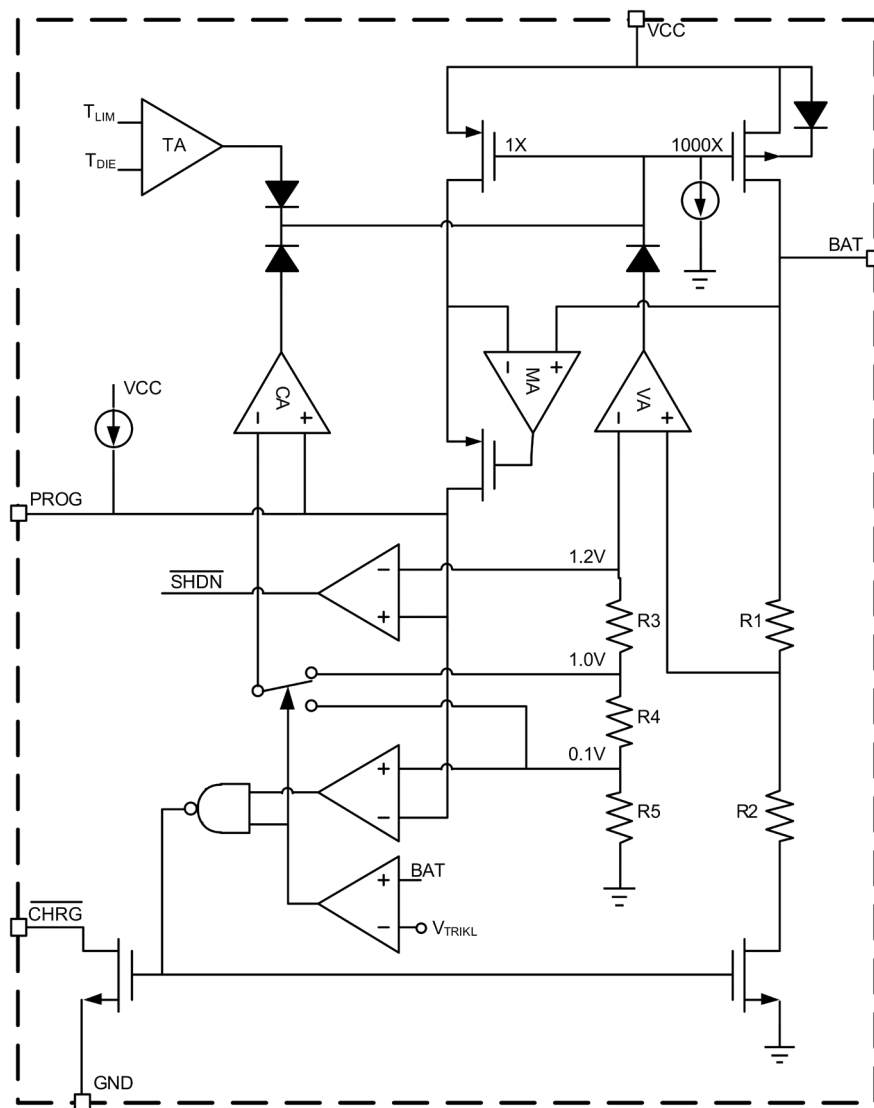 VCC
T_LIM
TA
T_DIE
1X
1000X
BAT
MA
VCC
CA
VA
- +
- +
- +
PROG
1.2V
SHDN
-
+
R3
R1
1.0V
R4
0.1V
+
-
R5
R2
+
BAT
-
V_TRIKL
CHRG
GND